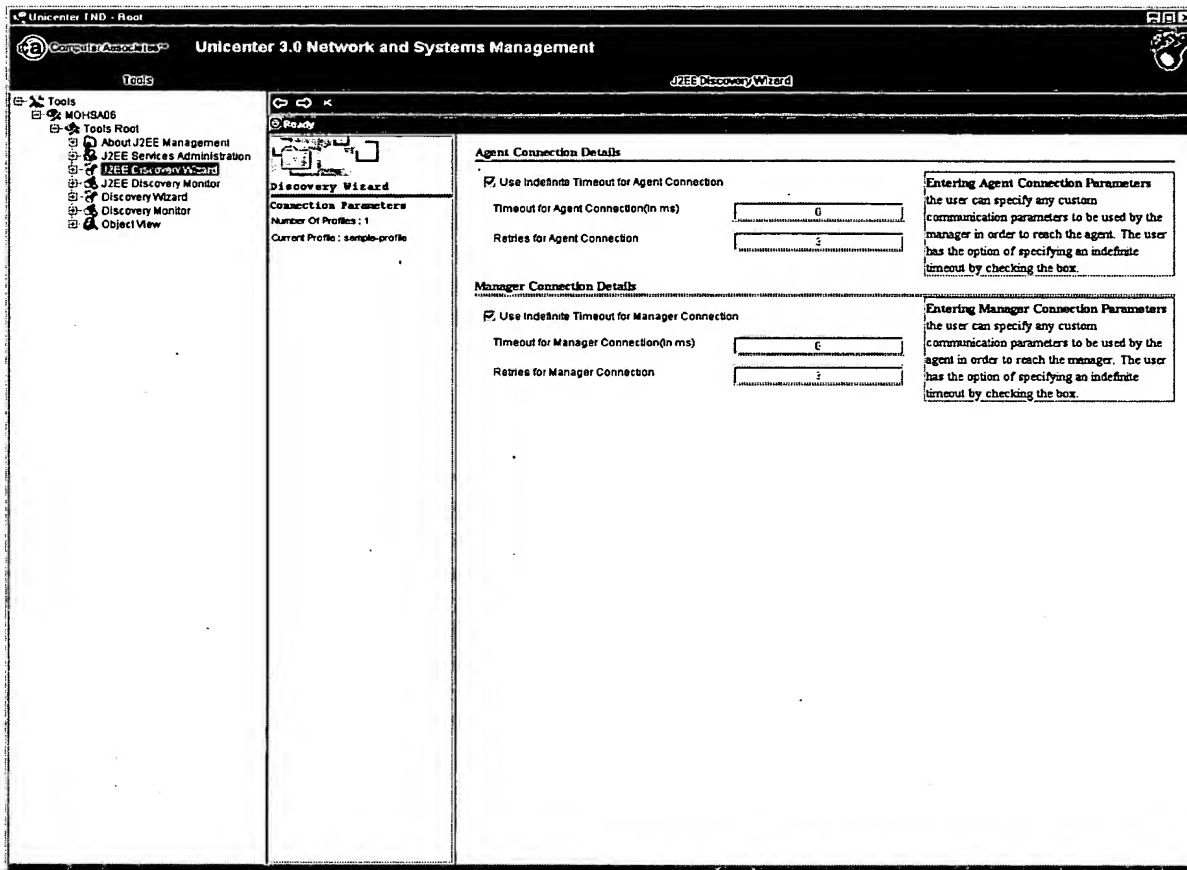 Unicenter TND - Root
Computer Associates™
Unicenter 3.0 Network and Systems Management
Tools
J2EE Discovery Wizard
Tools
MOHSA06
Tools Root
About J2EE Management
J2EE Services Administration
J2EE Discovery Wizard
J2EE Discovery Monitor
Discovery Wizard
Discovery Monitor
Object View
Ready
Discovery Wizard
Connection Parameters
Number Of Profiles : 1
Current Profile : sample-profile
Agent Connection Details
Use Indefinite Timeout for Agent Connection
Timeout for Agent Connection(In ms)
Retries for Agent Connection
Entering Agent Connection Parameters
the user can specify any custom
communication parameters to be used by the
manager in order to reach the agent. The user
has the option of specifying an indefinite
timeout by checking the box.
Manager Connection Details
Use Indefinite Timeout for Manager Connection
Timeout for Manager Connection(In ms)
Retries for Manager Connection
Entering Manager Connection Parameters
the user can specify any custom
communication parameters to be used by the
agent in order to reach the manager. The user
has the option of specifying an indefinite
timeout by checking the box.